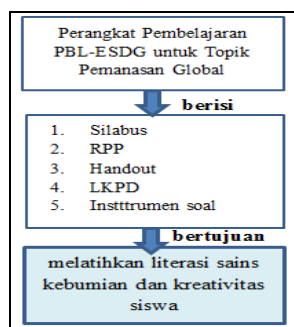 Perangkat Pembelajaran
PBL-ESDG untuk Topik
Pemanasan Global
berisi
1. Silabus
2. RPP
3. Handout
4. LKPD
5. Instttrumen soal
bertujuan
melatihkan literasi sains
kebumian dan kreativitas
siswa